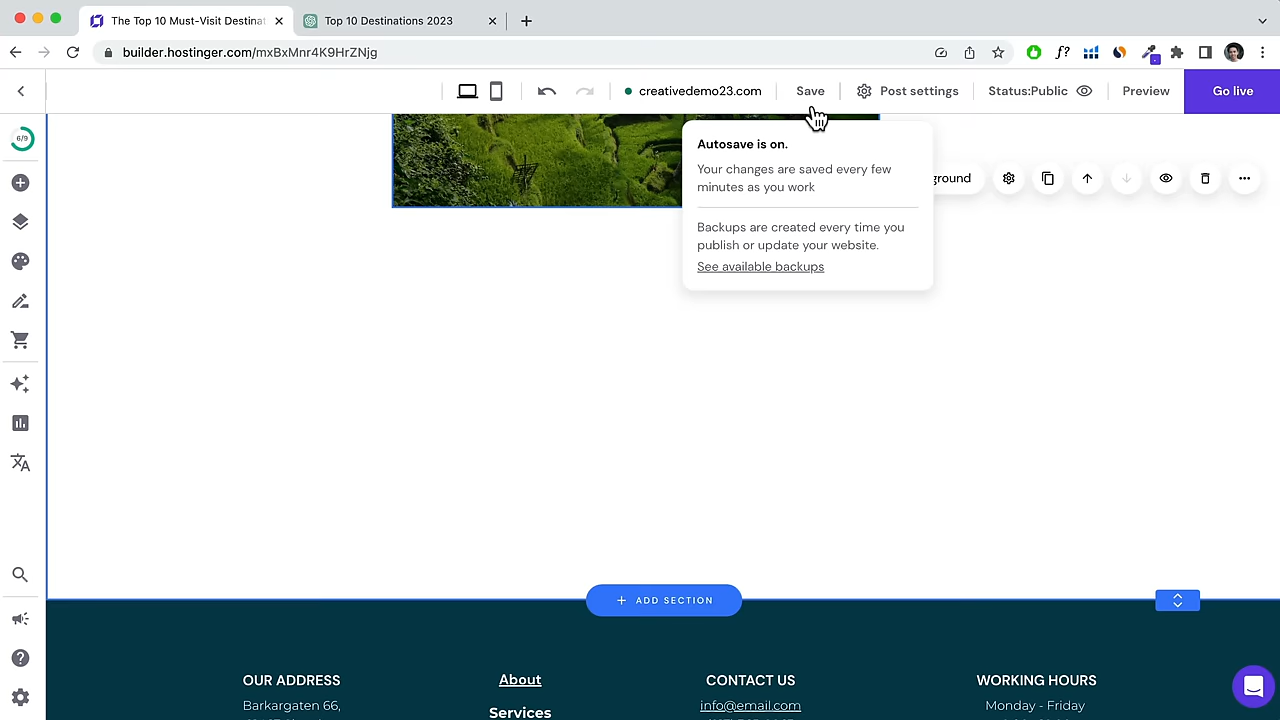 The Top 10 Must-Visit Destinat
Top 10 Destinations 2023
builder.hostinger.com/mxBxMnr4K9HrZNjg
f?
creativedemo23.com
Save
Post settings
Status:Public
Preview
Go live
6/9
Autosave is on.
Your changes are saved every few
minutes as you work
ground
Backups are created every time you
publish or update your website.
See available backups
ADD SECTION
OUR ADDRESS
About
CONTACT US
WORKING HOURS
Barkargaten 66,
info@email.com
Monday - Friday
Services